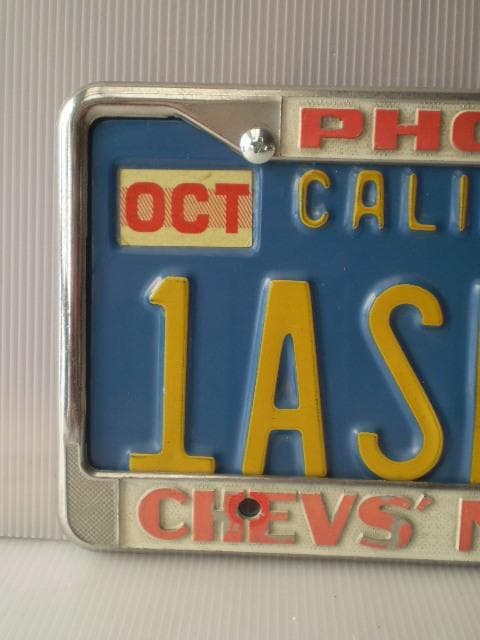 PHO
OCT CALI
1AS
CHEVS' N